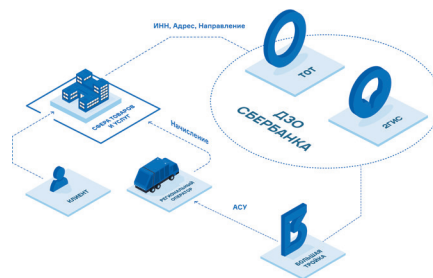 ИНН, Адрес, Направление
ТОТ
2ГИС
ДЗО
СБЕРБАНКА
СФЕРА ТОВАРОВ
И УСЛУГ
Начисление
КЛИЕНТ
РЕГИОНАЛЬНЫЙ
ОПЕРАТОР
АСУ
БОЛЬШАЯ
ТРОЙКА